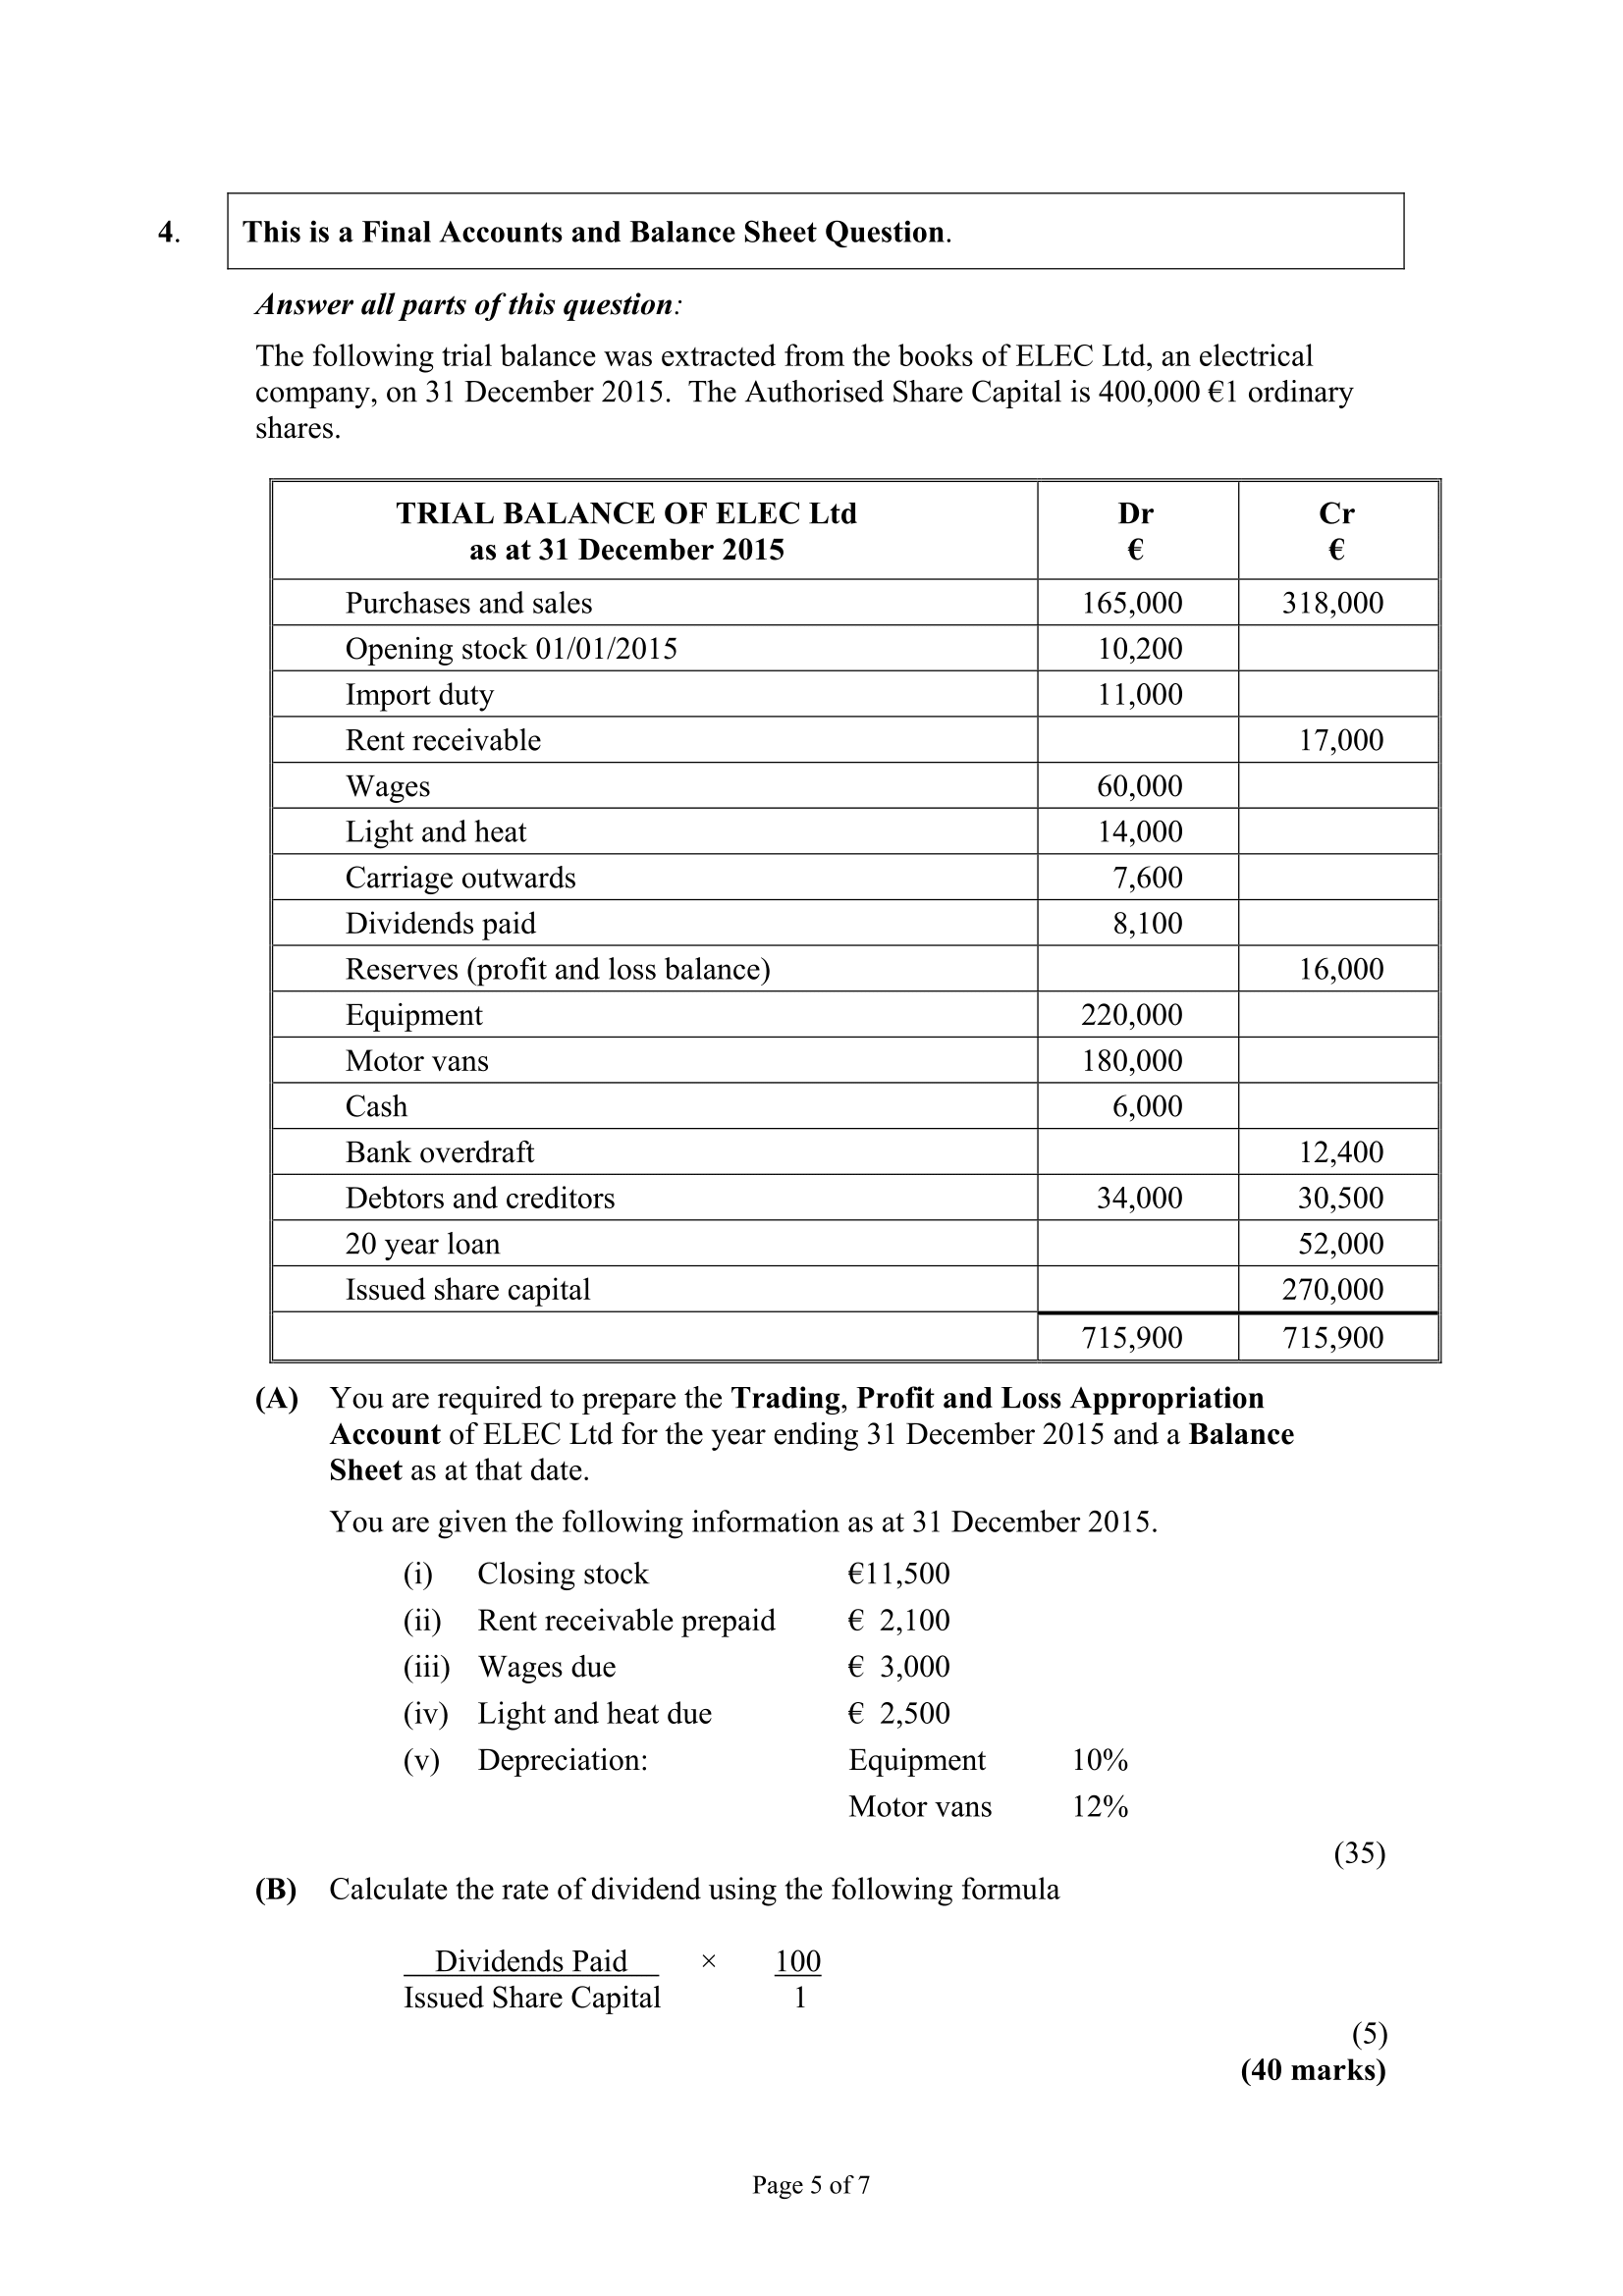 4.
This is a Final Accounts and Balance Sheet Question.
Answer all parts of this question:
The following trial balance was extracted from the books of ELEC Ltd, an electrical
company, on 31 December 2015.  The Authorised Share Capital is 400,000 €1 ordinary
shares.
TRIAL BALANCE OF ELEC Ltd Dr Cr
as at 31 December 2015 € €
Purchases and sales 165,000 318,000
Opening stock 01/01/2015 10,200
Import duty 11,000
Rent receivable 17,000
Wages 60,000
Light and heat 14,000
Carriage outwards 7,600
Dividends paid 8,100
Reserves (profit and loss balance) 16,000
Equipment 220,000
Motor vans 180,000
Cash 6,000
Bank overdraft 12,400
Debtors and creditors 34,000 30,500
20 year loan 52,000
Issued share capital 270,000
715,900 715,900
(A) You are required to prepare the Trading, Profit and Loss Appropriation
Account of ELEC Ltd for the year ending 31 December 2015 and a Balance
Sheet as at that date.
You are given the following information as at 31 December 2015.
(i) Closing stock €11,500
(ii) Rent receivable prepaid € 2,100
(iii) Wages due € 3,000
(iv) Light and heat due € 2,500
(v) Depreciation: Equipment 10%
Motor vans 12%
(35)
(B) Calculate the rate of dividend using the following formula
Dividends Paid × 100
Issued Share Capital 1
(5)
(40 marks)
Page 5 of 7